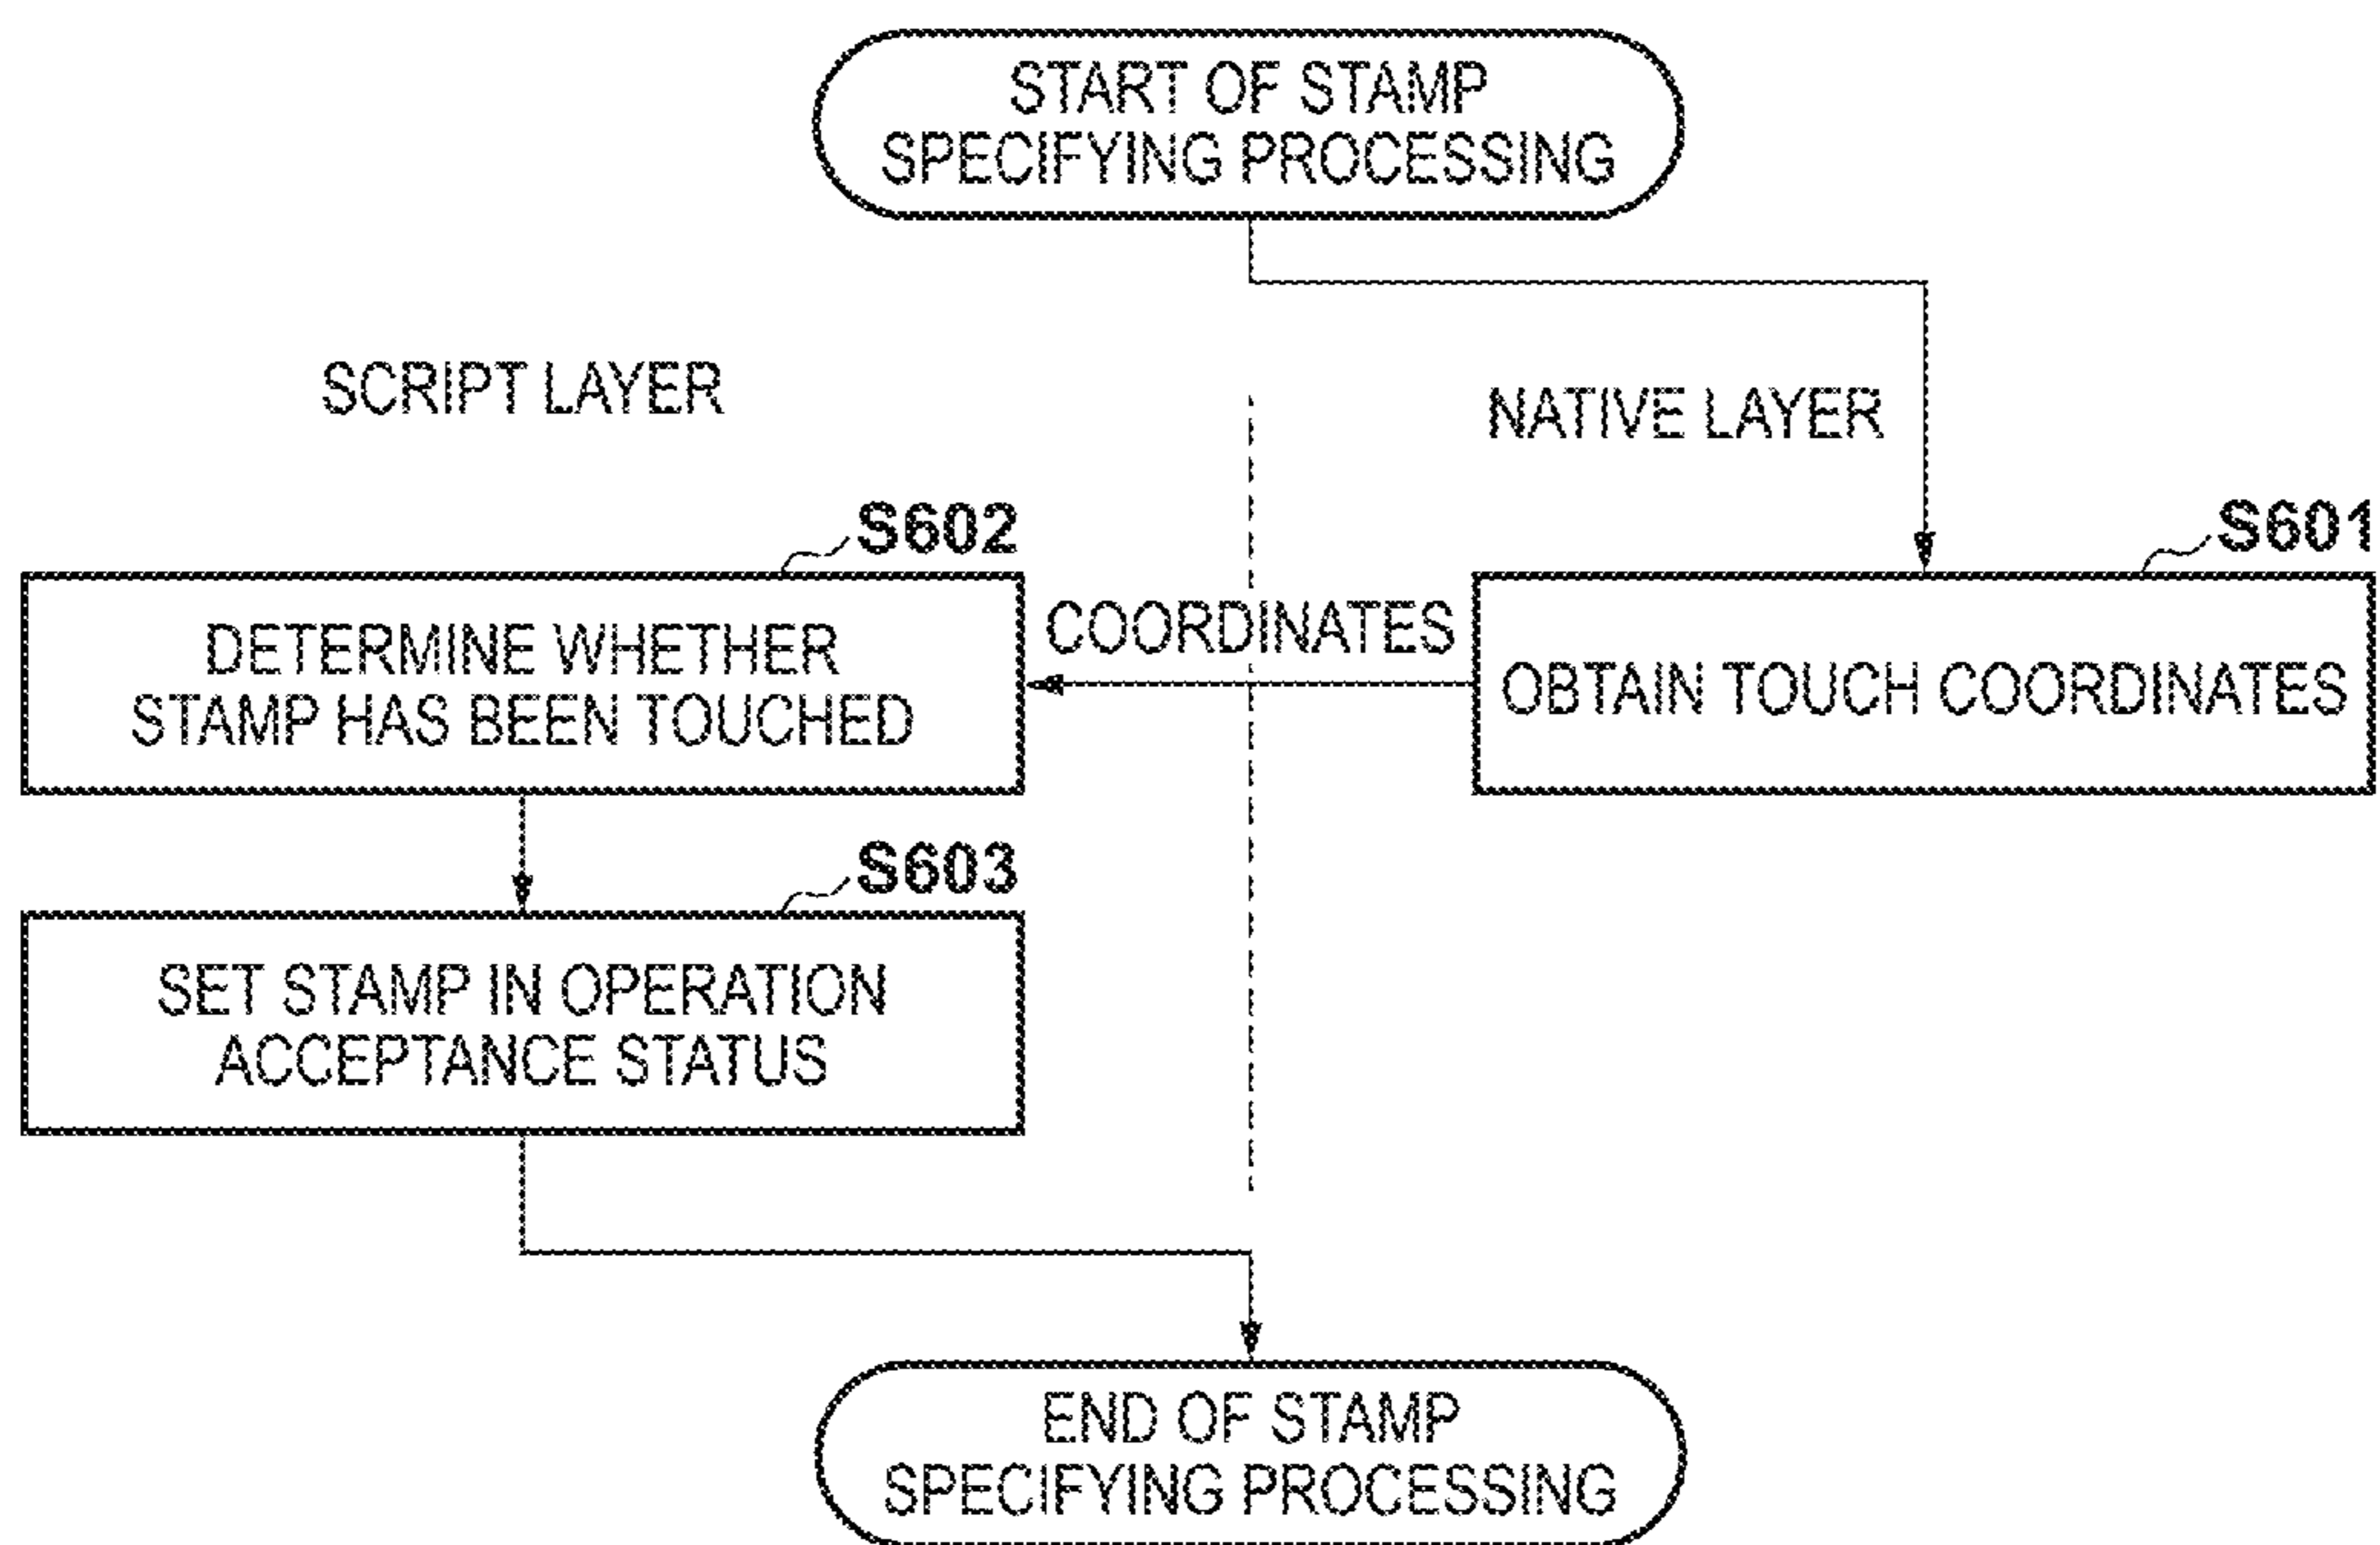 START OF STAMP
SPECIFYING PROCESSING
SCRIPT LAYER
NATIVE LAYER
S602
S601
DETERMINE WHETHER
STAMP HAS BEEN TOUCHED
COORDINATES
OBTAIN TOUCH COORDINATES
S603
SET STAMP IN OPERATION
ACCEPTANCE STATUS
END OF STAMP
SPECIFYING PROCESSING